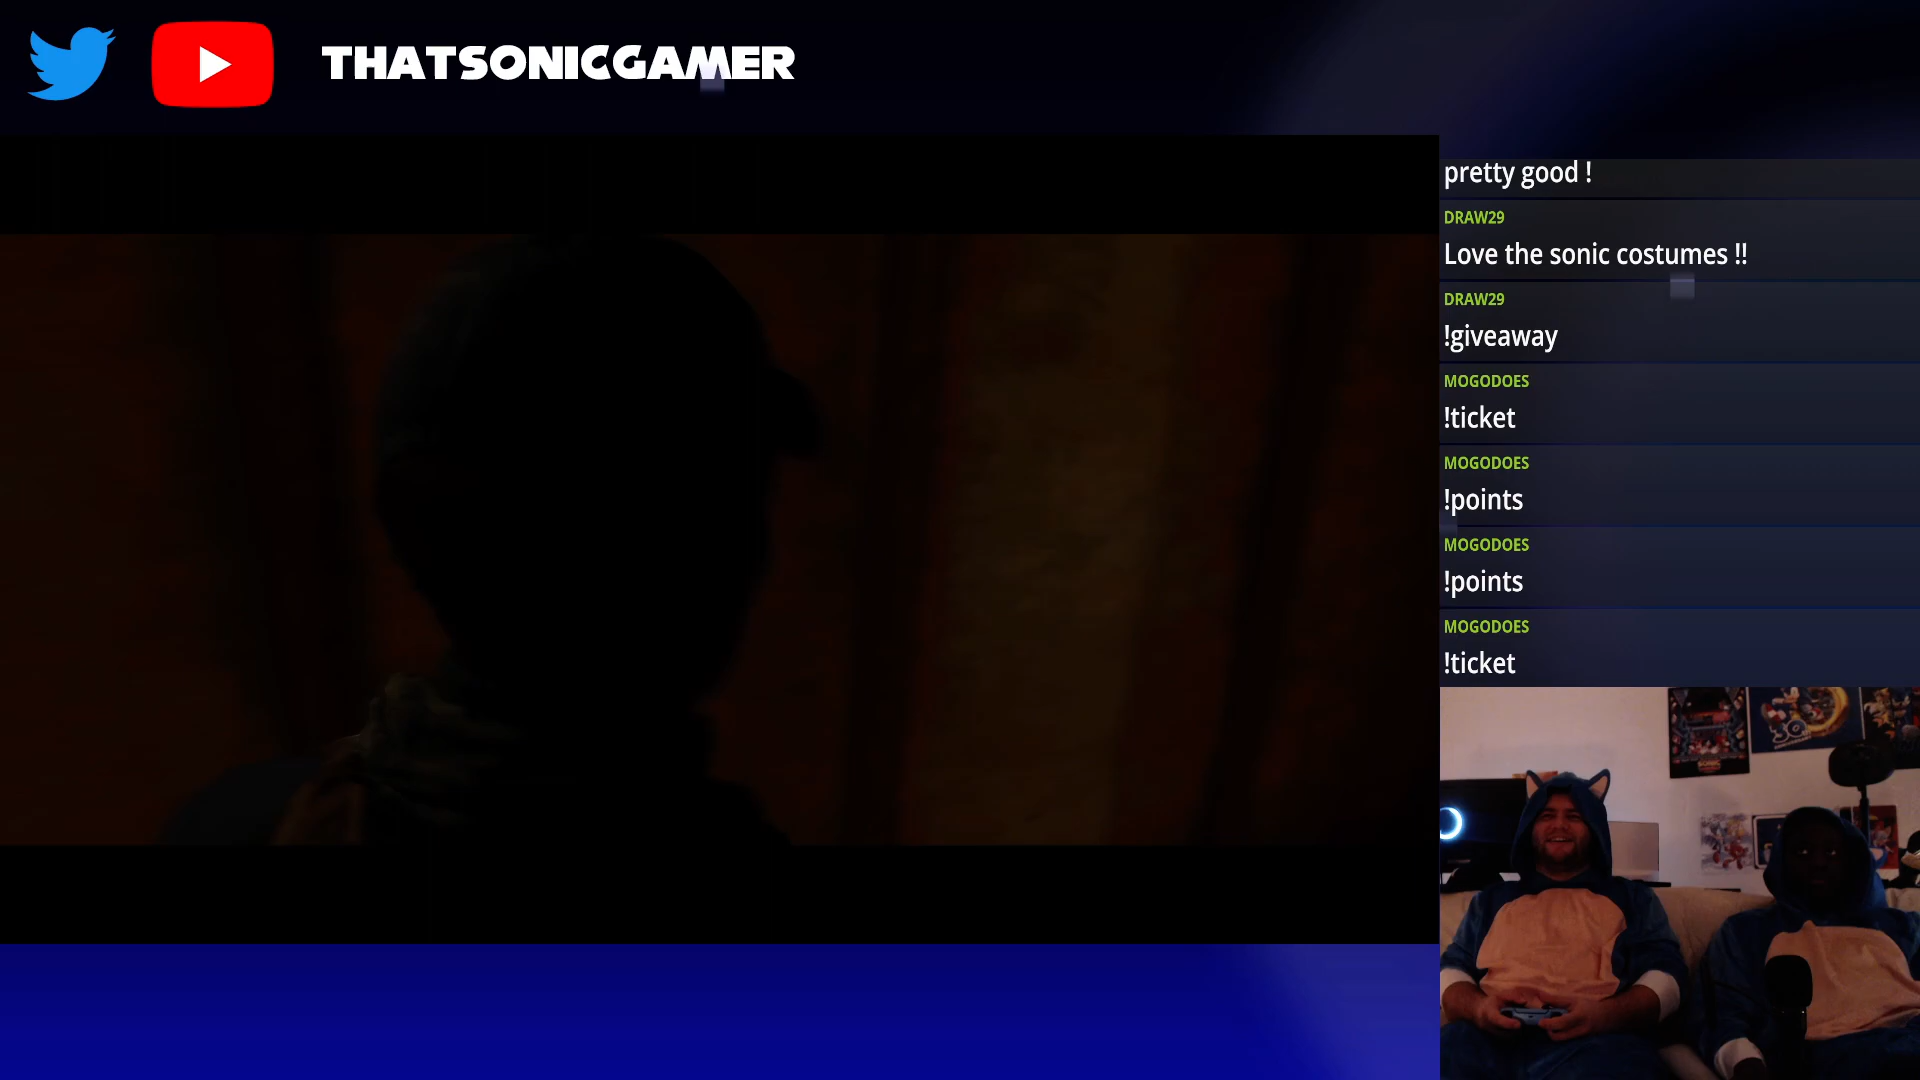 THATSONICGAMER
pretty good !
DRAW29
Love the sonic costumes !!
DRAW29
!giveaway
MOGODOES
!ticket
MOGODOES
!points
MOGODOES
!points
MOGODOES
!ticket